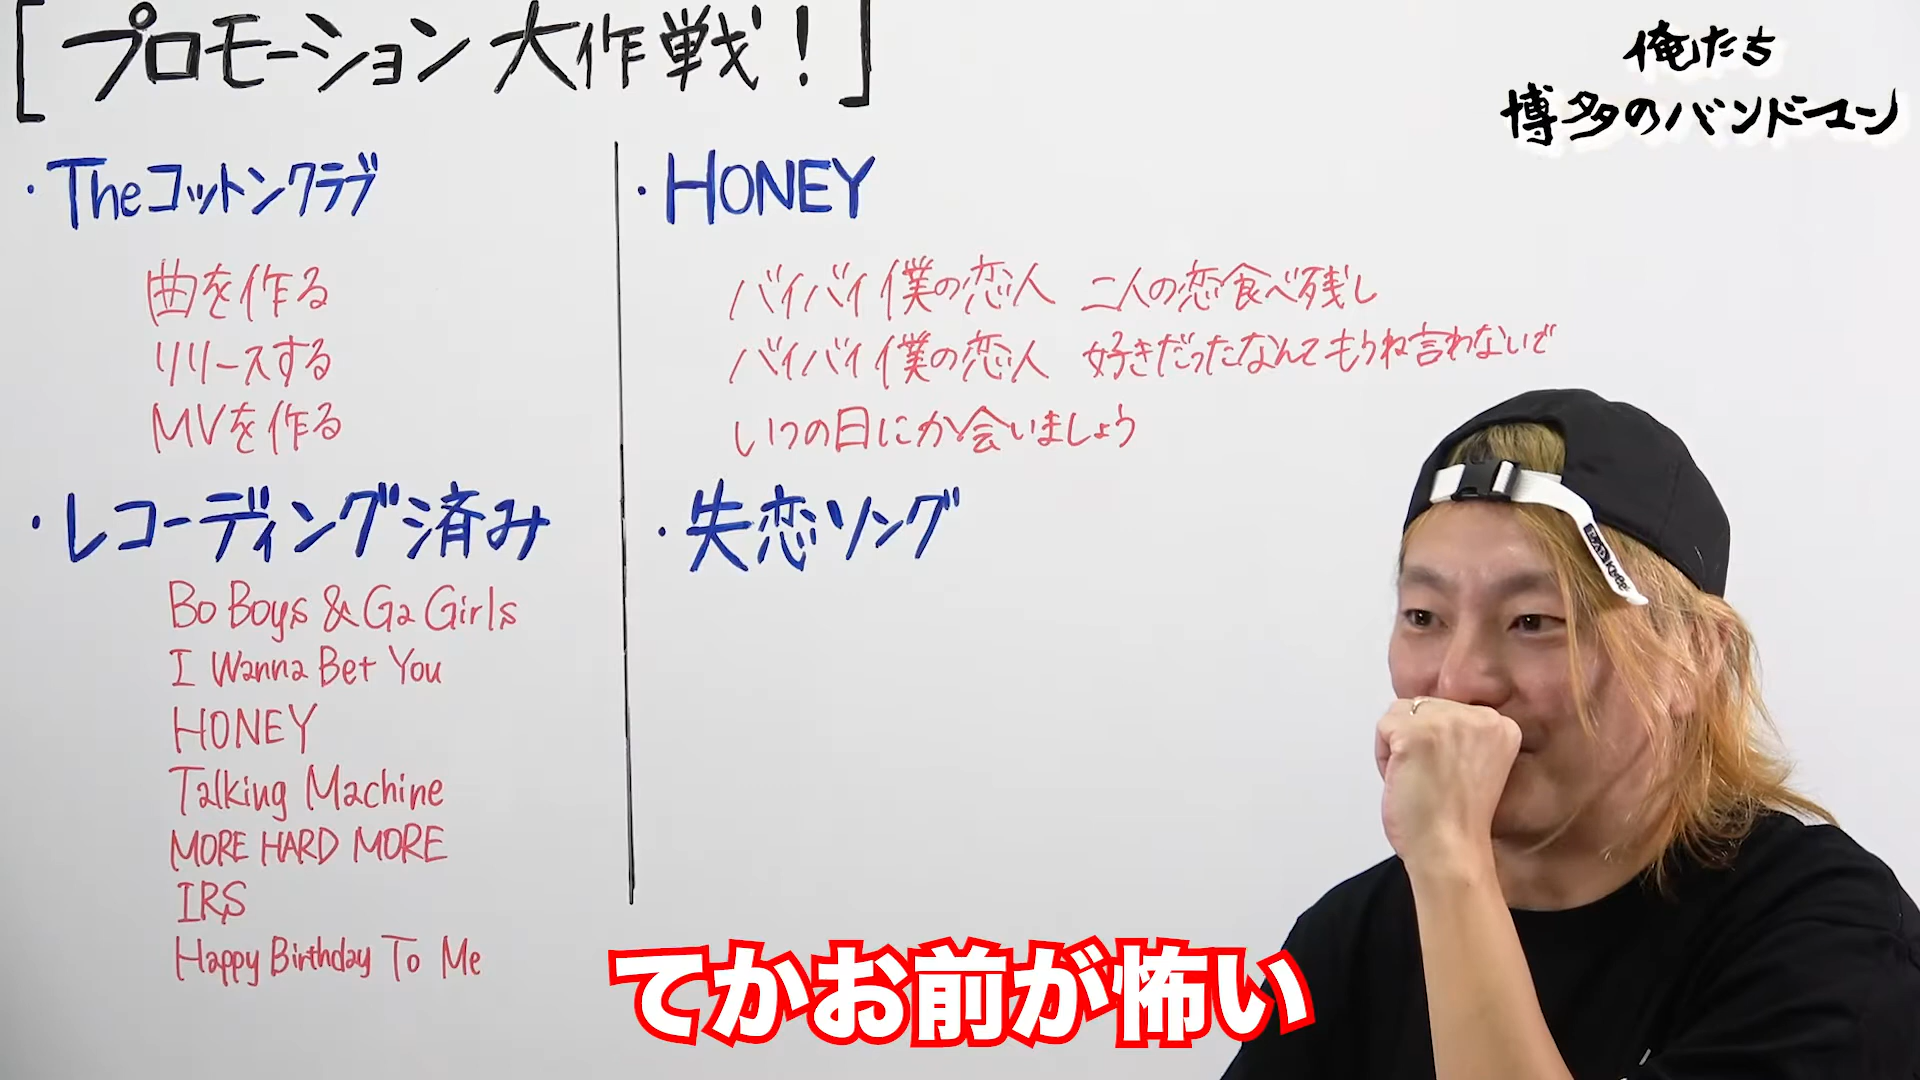 [プロモーション大作戦!]
俺たち
博多のバンドマン
・Theコットンクラブ
曲を作る
リリースする
MVを作る
・レコーディング済み
Bo Boys & Ga Girls
I Wanna Bet You
HONEY
Talking Machine
MORE HARD MORE
IRS
Happy Birthday To Me
・HONEY
バイバイ僕の恋人 二人の恋食べ残し
バイバイ僕の恋人 好きだったなんてもうね言わないで
いつの日にか会いましょう
・失恋ソング
てかお前が怖い